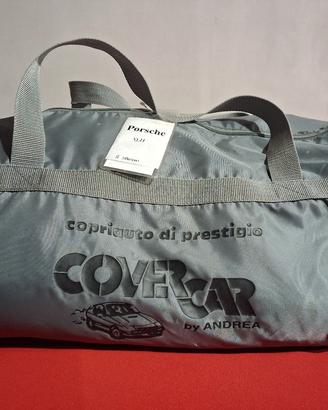 Porsche
copriauto di prestigio
COVERCAR
by ANDREA